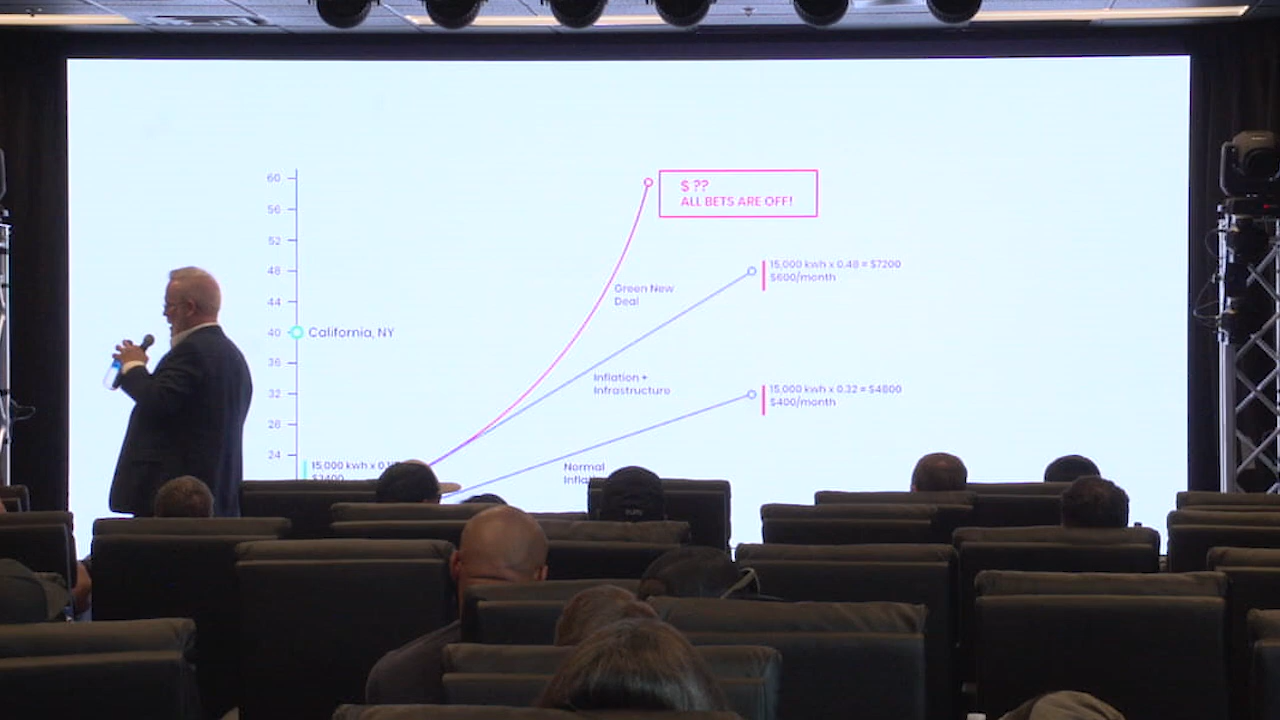 60
$ ??
ALL BETS ARE OFF!
56
52
48
15,000 kwh x 0.48 = $7200
$600/month
44
Green New
Deal
40
California, NY
36
Inflation +
Infrastructure
32
15,000 kwh x 0.32 = $4800
$400/month
28
24
15,000 kwh x
$2400
Normal